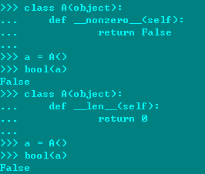 >>> class A(object):
...     def __nonzero__(self):
...         return False
...
>>> a = A()
>>> bool(a)
False
>>> class A(object):
...     def __len__(self):
...         return 0
...
>>> a = A()
>>> bool(a)
False